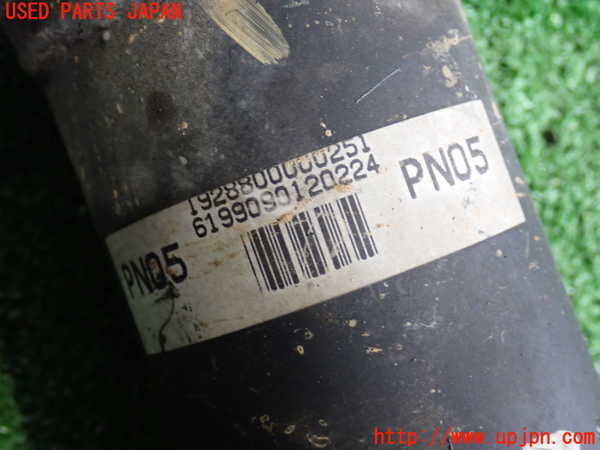 USED PARTS JAPAN
1928800000251
PN05
6199090120224
PN05
http://www.upjpn.com